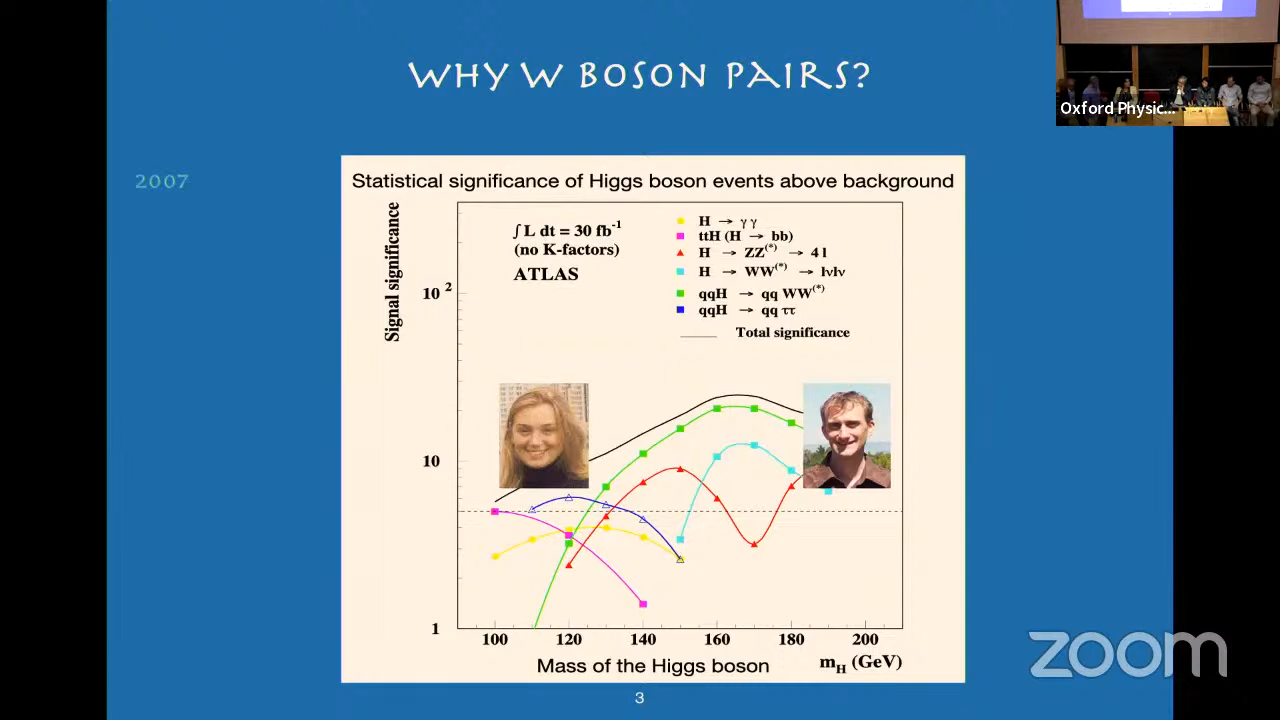 WHY W BOSON PAIRS?
Oxford Physic...
2007
Statistical significance of Higgs boson events above background
Signal significance
∫ L dt = 30 fb⁻¹
(no K-factors)
ATLAS
H → γ γ
ttH (H → bb)
H → ZZ⁽*⁾ → 4 l
H → WW⁽*⁾ → lνlν
qqH → qq WW⁽*⁾
qqH → qq ττ
Total significance
10 ²
10
1
100 120 140 160 180 200
Mass of the Higgs boson
m_H (GeV)
zoom
3